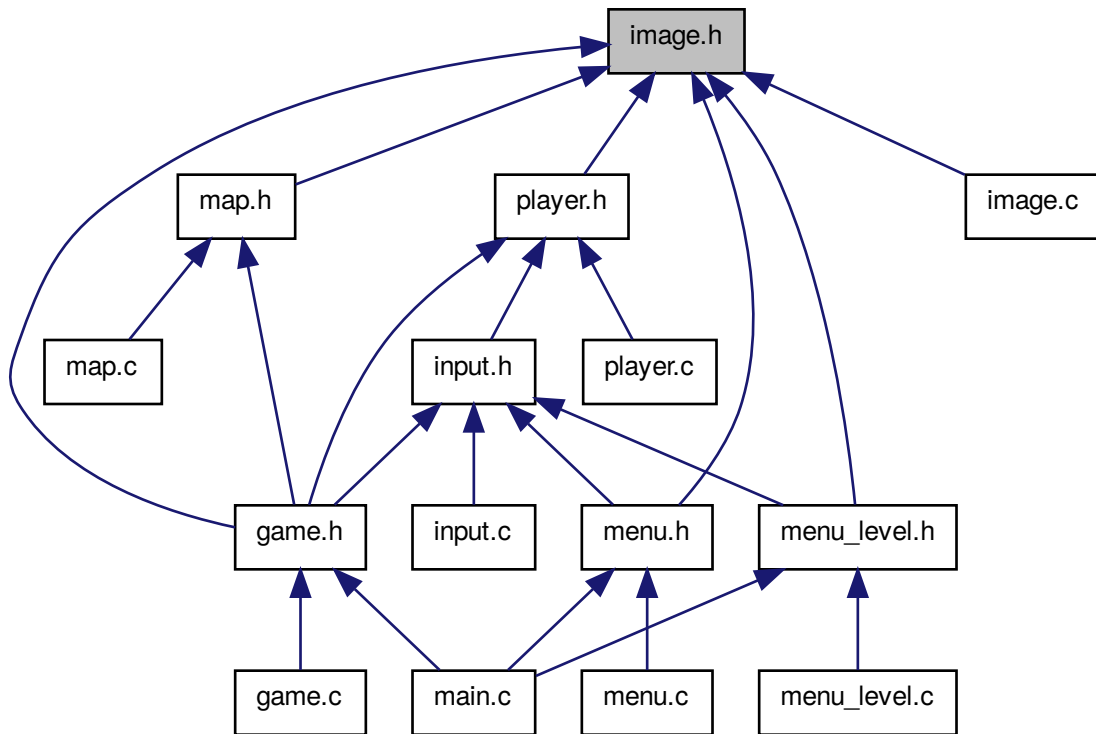 image.h
map.h
player.h
image.c
map.c
input.h
player.c
game.h
input.c
menu.h
menu_level.h
game.c
main.c
menu.c
menu_level.c